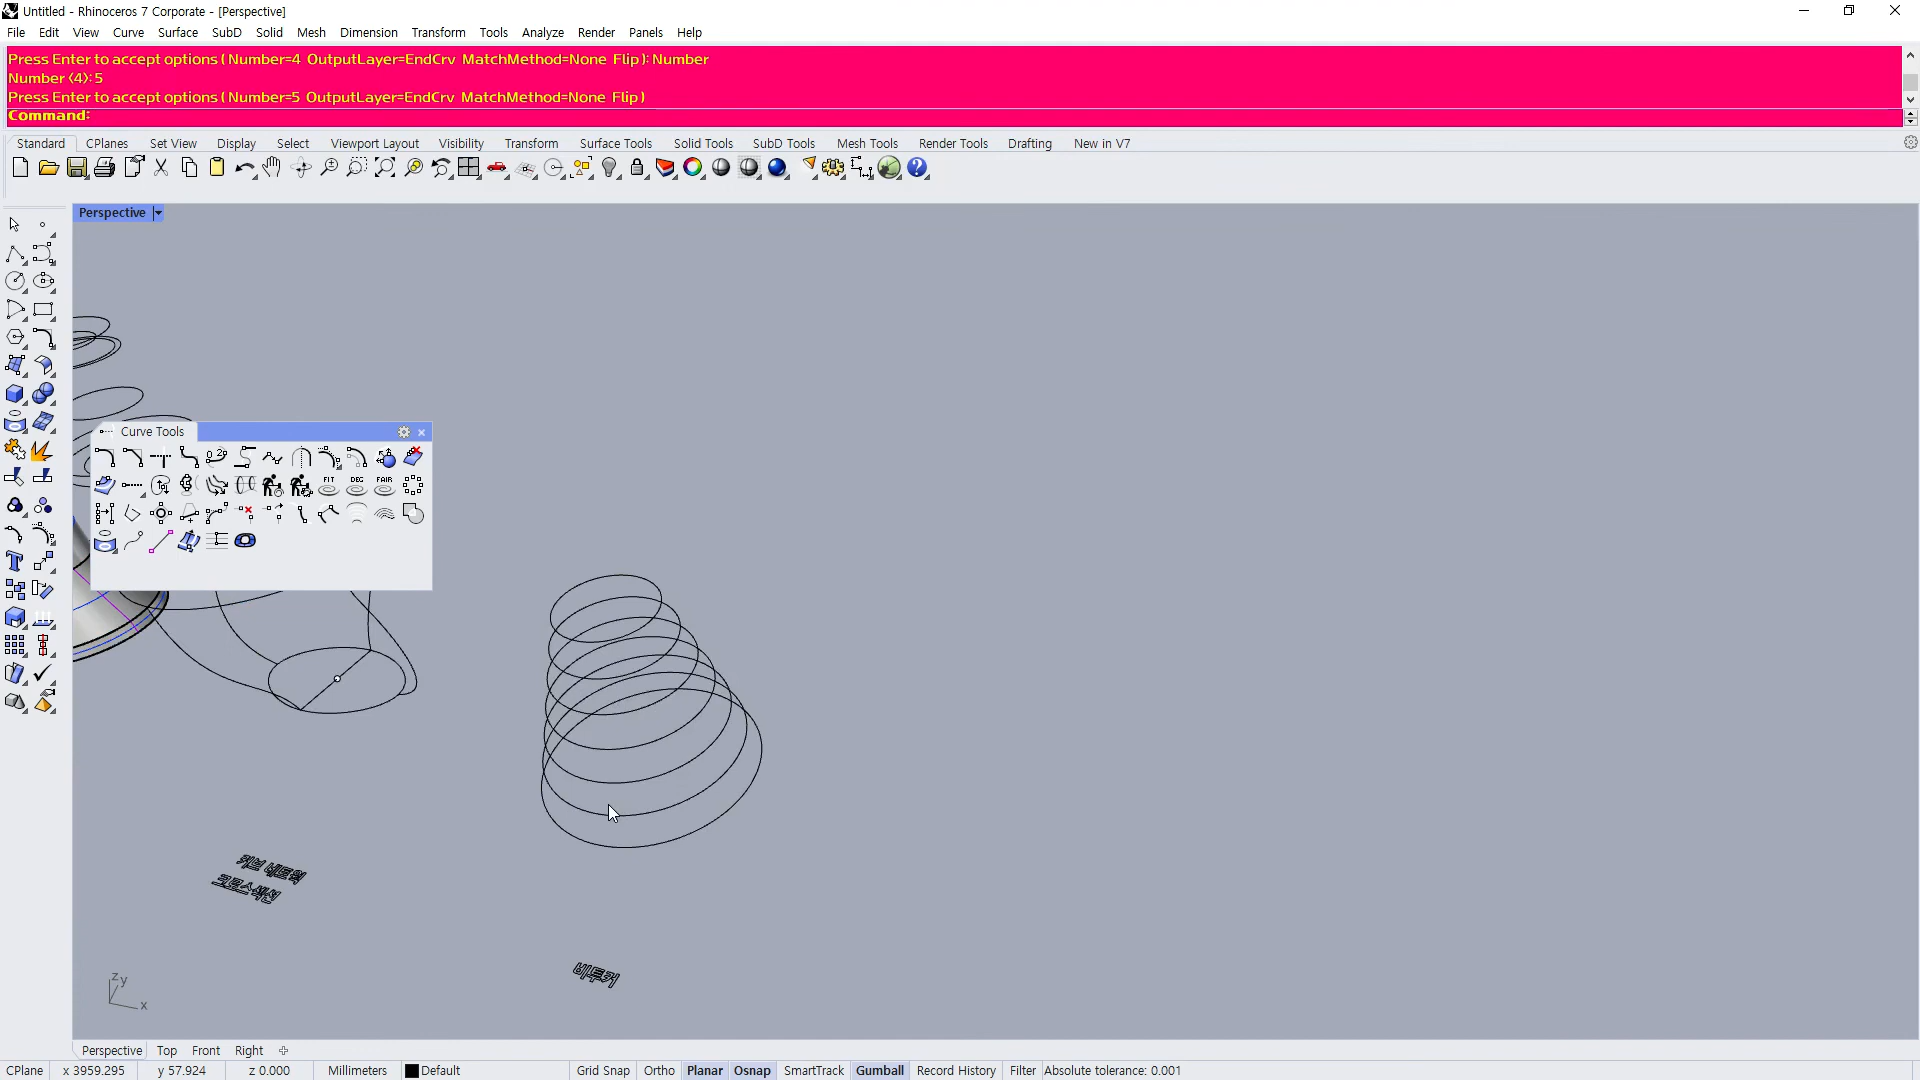 Untitled - Rhinoceros 7 Corporate - [Perspective]
File Edit View Curve Surface SubD Solid Mesh Dimension Transform Tools Analyze Render Panels Help
Press Enter to accept options ( Number=4 OutputLayer=EndCrv MatchMethod=None Flip ): Number
Number <4>: 5
Press Enter to accept options ( Number=5 OutputLayer=EndCrv MatchMethod=None Flip )
Command:
Standard CPlanes Set View Display Select Viewport Layout Visibility Transform Surface Tools Solid Tools SubD Tools Mesh Tools Render Tools Drafting New in V7
Perspective
Curve Tools
FIT DEG FAIR
z y x
Perspective Top Front Right
CPlane x 3959.295 y 57.924 z 0.000 Millimeters Default Grid Snap Ortho Planar Osnap SmartTrack Gumball Record History Filter Absolute tolerance: 0.001